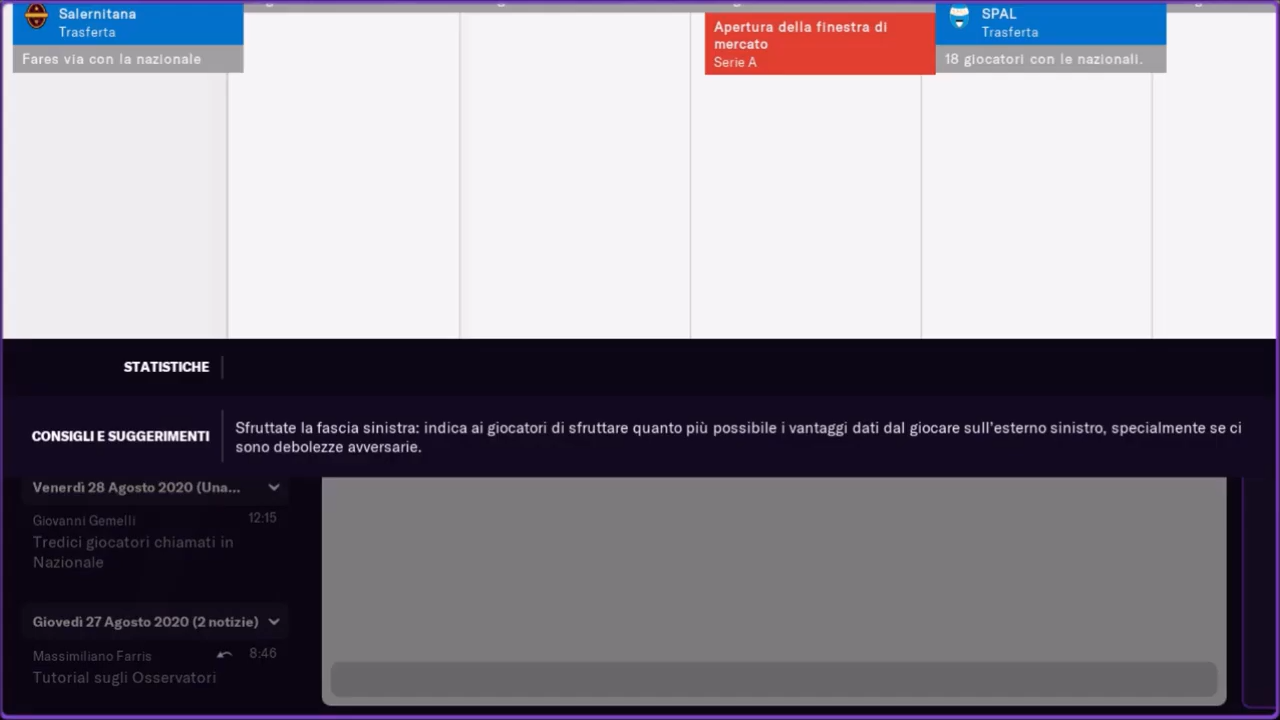 Salernitana
Trasferta
Fares via con la nazionale
Apertura della finestra di
mercato
Serie A
SPAL
Trasferta
18 giocatori con le nazionali.
STATISTICHE
CONSIGLI E SUGGERIMENTI
Sfruttate la fascia sinistra: indica ai giocatori di sfruttare quanto più possibile i vantaggi dati dal giocare sull'esterno sinistro, specialmente se ci
sono debolezze avversarie.
Venerdì 28 Agosto 2020 (Una...
Giovanni Gemelli 12:15
Tredici giocatori chiamati in
Nazionale
Giovedì 27 Agosto 2020 (2 notizie)
Massimiliano Farris 8:46
Tutorial sugli Osservatori